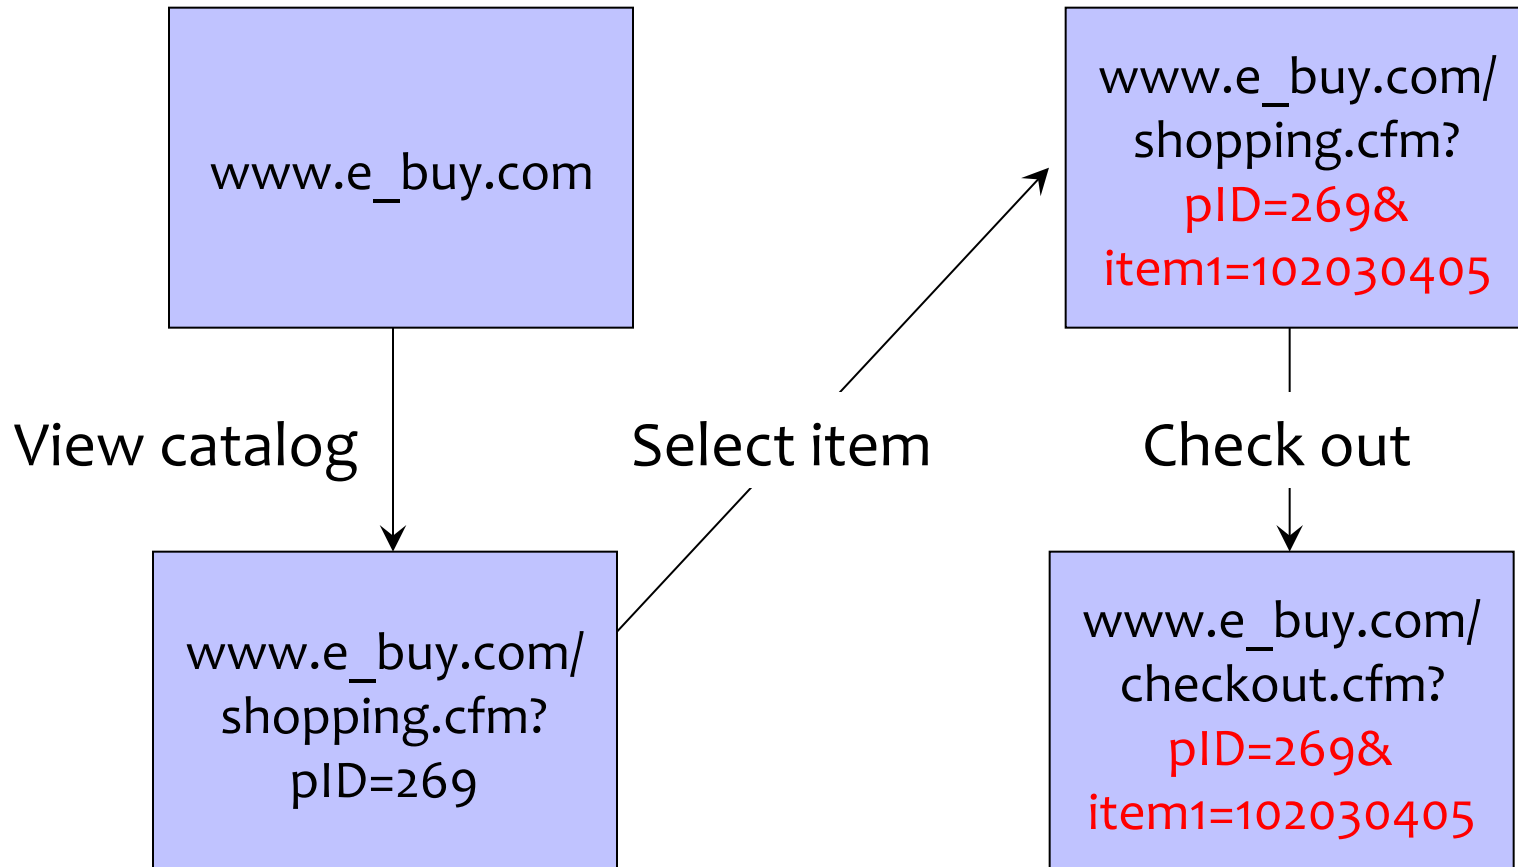 www.e_buy.com
View catalog
www.e_buy.com/
shopping.cfm?
pID=269
Select item
www.e_buy.com/
shopping.cfm?
pID=269&
item1=102030405
Check out
www.e_buy.com/
checkout.cfm?
pID=269&
item1=102030405